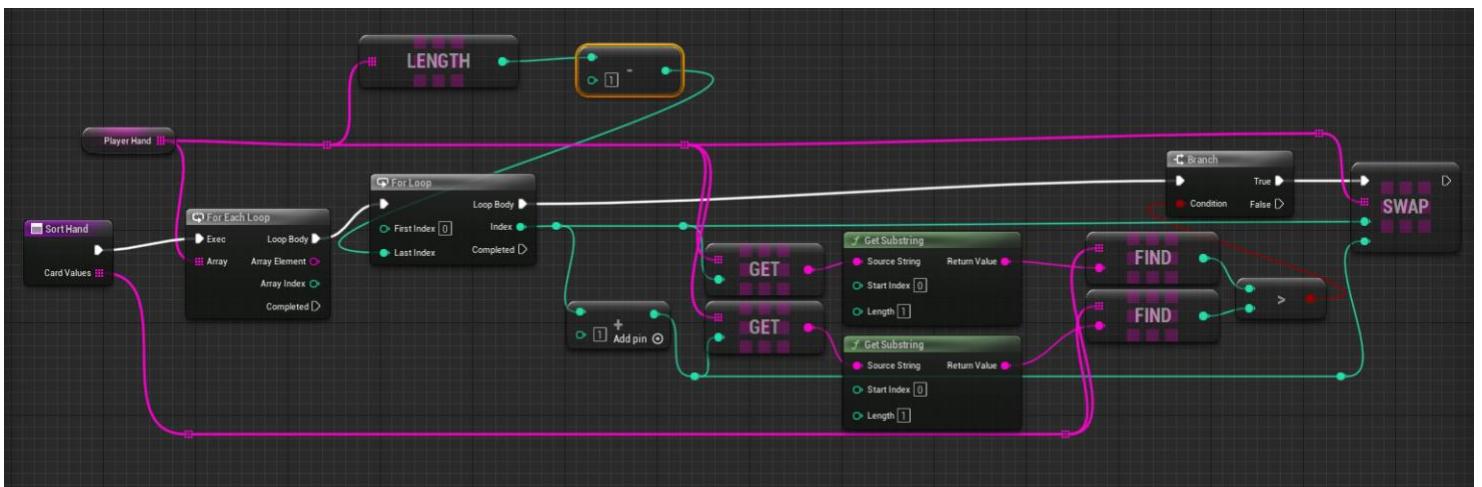 LENGTH
-
1
Player Hand
Sort Hand
Card Values
For Each Loop
Exec
Loop Body
Array
Array Element
Array Index
Completed
For Loop
Loop Body
First Index 0
Index
Last Index
Completed
+
1
Add pin
GET
GET
Get Substring
Source String
Return Value
Start Index 0
Length 1
Get Substring
Source String
Return Value
Start Index 0
Length 1
FIND
FIND
>
Branch
True
Condition
False
SWAP